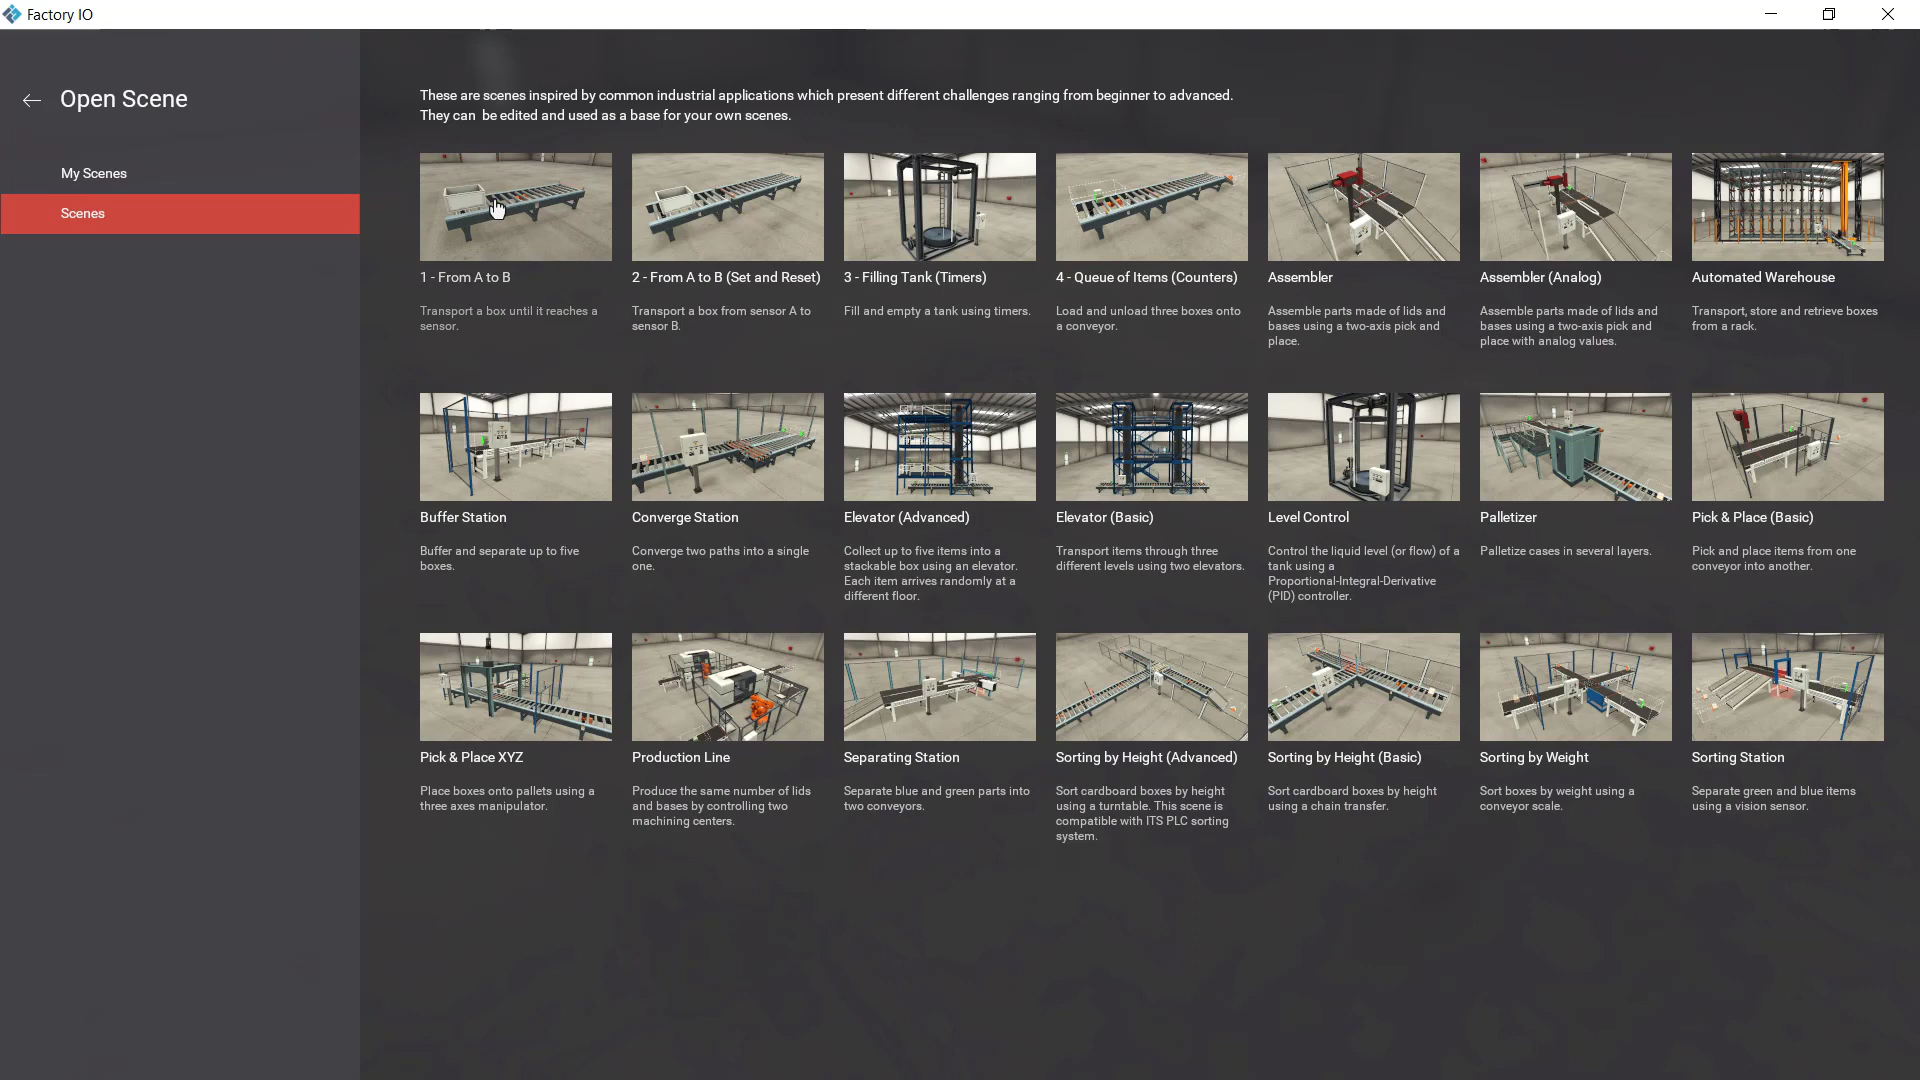 Factory IO
Open Scene
My Scenes
Scenes
These are scenes inspired by common industrial applications which present different challenges ranging from beginner to advanced.
They can be edited and used as a base for your own scenes.
1 - From A to B
Transport a box until it reaches a
sensor.
2 - From A to B (Set and Reset)
Transport a box from sensor A to
sensor B.
3 - Filling Tank (Timers)
Fill and empty a tank using timers.
4 - Queue of Items (Counters)
Load and unload three boxes onto
a conveyor.
Assembler
Assemble parts made of lids and
bases using a two-axis pick and
place.
Assembler (Analog)
Assemble parts made of lids and
bases using a two-axis pick and
place with analog values.
Automated Warehouse
Transport, store and retrieve boxes
from a rack.
Buffer Station
Buffer and separate up to five
boxes.
Converge Station
Converge two paths into a single
one.
Elevator (Advanced)
Collect up to five items into a
stackable box using an elevator.
Each item arrives randomly at a
different floor.
Elevator (Basic)
Transport items through three
different levels using two elevators.
Level Control
Control the liquid level (or flow) of a
tank using a
Proportional-Integral-Derivative
(PID) controller.
Palletizer
Palletize cases in several layers.
Pick & Place (Basic)
Pick and place items from one
conveyor into another.
Pick & Place XYZ
Place boxes onto pallets using a
three axes manipulator.
Production Line
Produce the same number of lids
and bases by controlling two
machining centers.
Separating Station
Separate blue and green parts into
two conveyors.
Sorting by Height (Advanced)
Sort cardboard boxes by height
using a turntable. This scene is
compatible with ITS PLC sorting
system.
Sorting by Height (Basic)
Sort cardboard boxes by height
using a chain transfer.
Sorting by Weight
Sort boxes by weight using a
conveyor scale.
Sorting Station
Separate green and blue items
using a vision sensor.